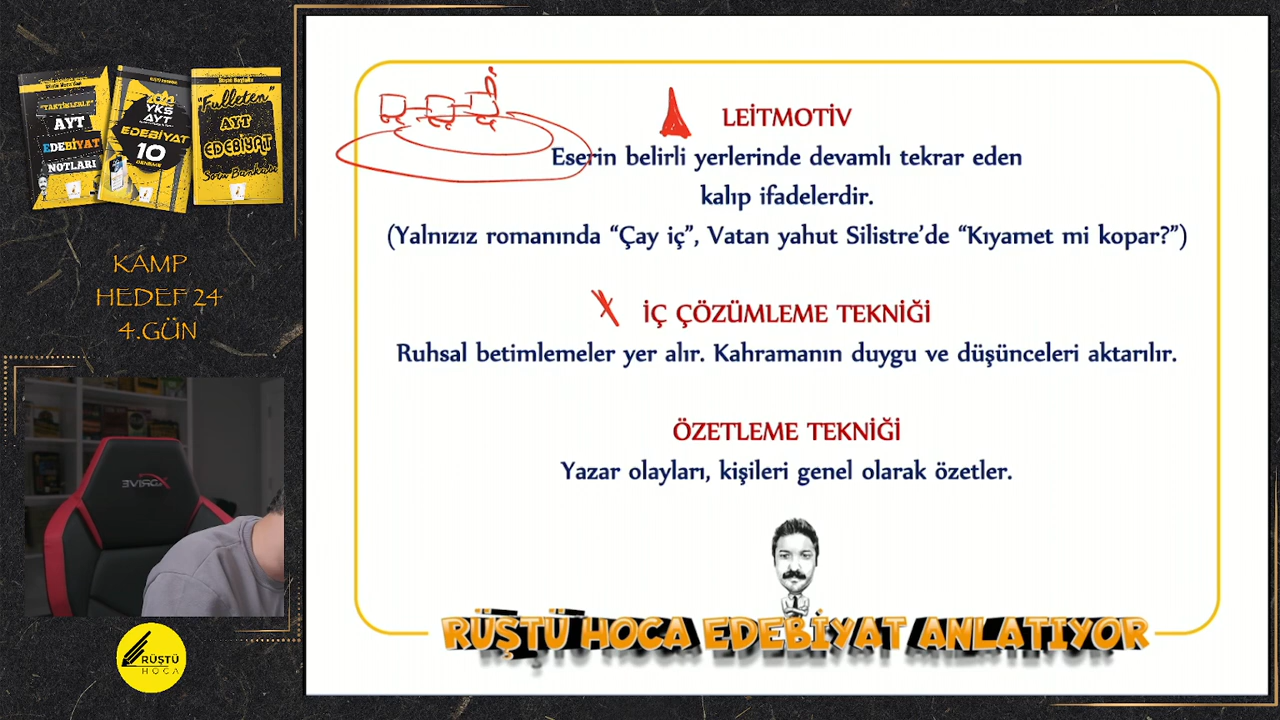 "TAKTİKLERLE"
AYT
EDEBİYAT
NOTLARI
YKS
AYT
EDEBİYAT
10
DENEME
"Fulleten"
AYT
EDEBİYAT
Soru Bankası
KAMP
HEDEF 24
4.GÜN
RÜŞTÜ
HOCA
LEİTMOTİV
Eserin belirli yerlerinde devamlı tekrar eden
kalıp ifadelerdir.
(Yalnızız romanında “Çay iç”, Vatan yahut Silistre’de “Kıyamet mi kopar?”)
İÇ ÇÖZÜMLEME TEKNİĞİ
Ruhsal betimlemeler yer alır. Kahramanın duygu ve düşünceleri aktarılır.
ÖZETLEME TEKNİĞİ
Yazar olayları, kişileri genel olarak özetler.
RÜŞTÜ HOCA EDEBİYAT ANLATIYOR